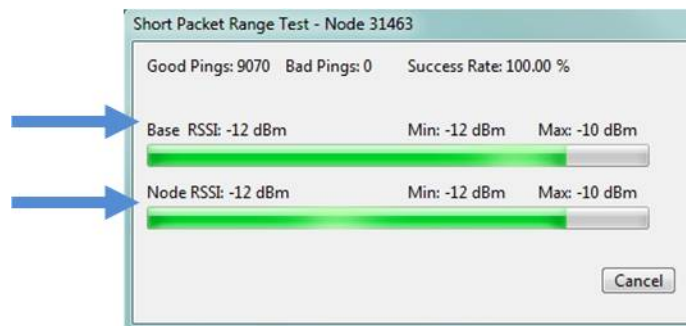 Short Packet Range Test - Node 31463
Good Pings: 9070 Bad Pings: 0 Success Rate: 100.00 %
Base RSSI: -12 dBm Min: -12 dBm Max: -10 dBm
Node RSSI: -12 dBm Min: -12 dBm Max: -10 dBm
Cancel